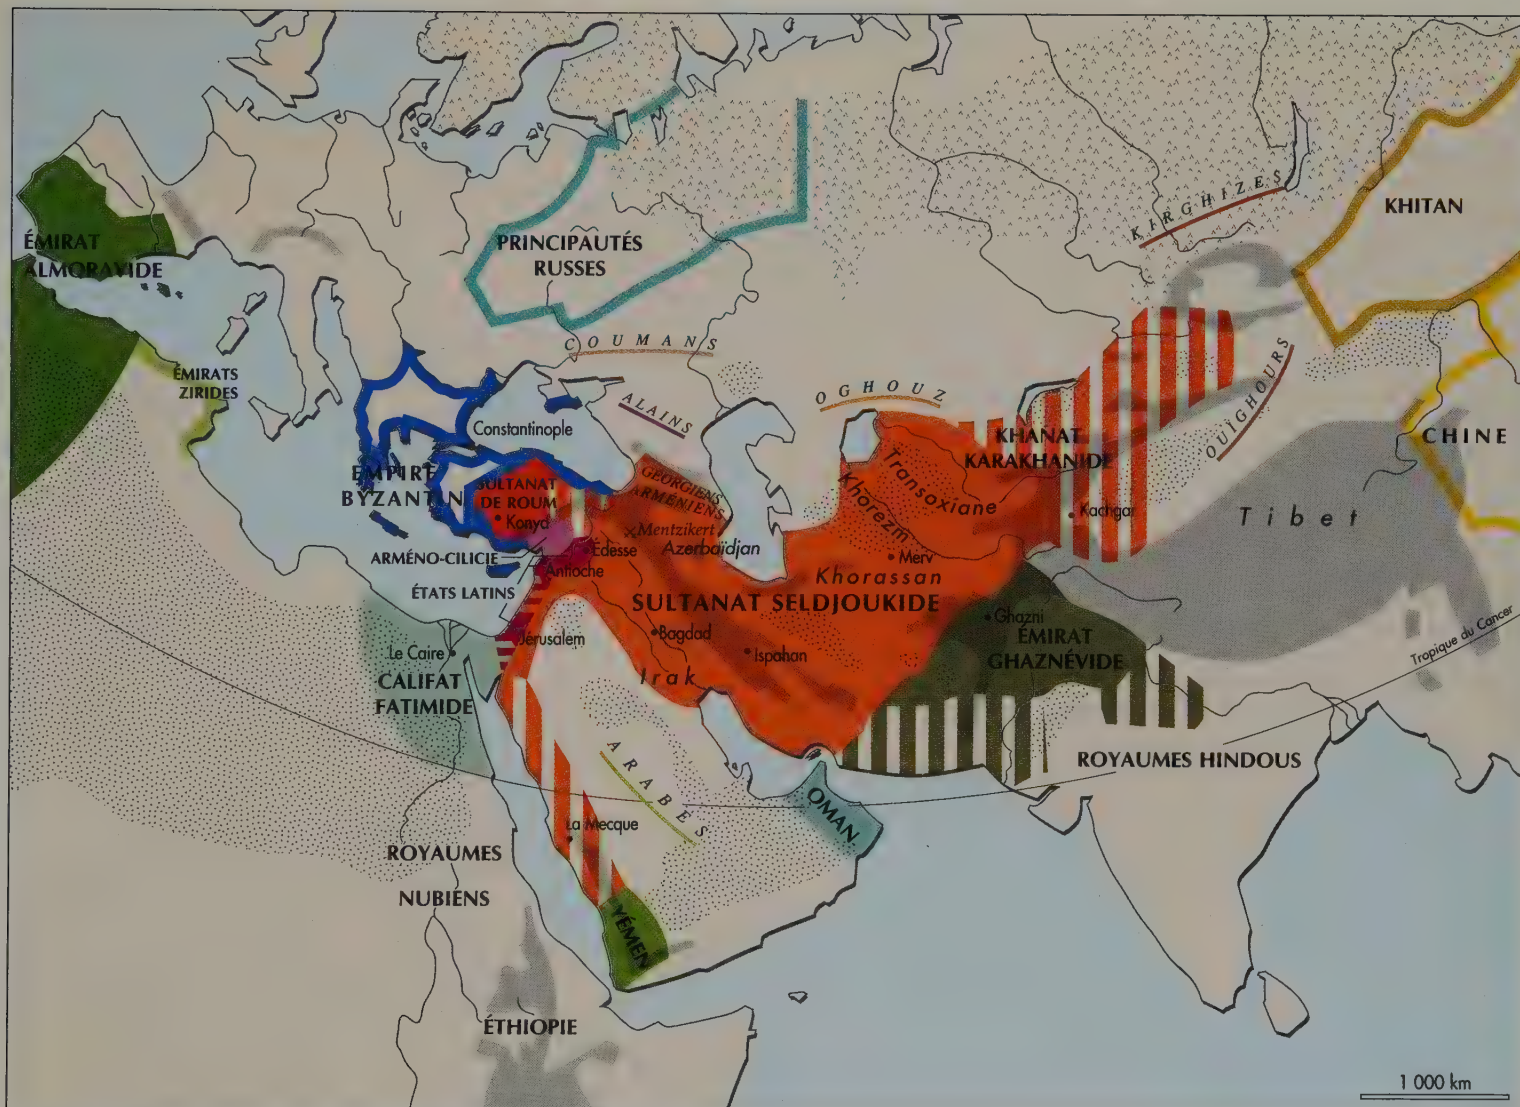 KIRGHIZES
KHITAN
ÉMIRAT
ALMORAVIDE
PRINCIPAUTÉS
RUSSES
COUMANS
ÉMIRATS
ZIRIDES
OGHOUZ
OUÏGHOURS
ALAINS
Constantinople
KHANAT
KARAKHANIDE
CHINE
EMPIRE
BYZANTIN
SULTANAT
DE ROUM
Konya
GÉORGIENS
ARMÉNIENS
Mentzikert
Azerbaïdjan
Transoxiane
Khorezm
Kachgar
Tibet
ARMÉNO-CILICIE
Édesse
Antioche
Merv
Khorassan
ÉTATS LATINS
SULTANAT SELDJOUKIDE
Ghazni
ÉMIRAT
GHAZNÉVIDE
Tropique du Cancer
Jérusalem
Bagdad
Ispahan
Irak
Le Caire
CALIFAT
FATIMIDE
ARABES
ROYAUMES HINDOUS
OMAN
La Mecque
ROYAUMES
NUBIENS
YÉMEN
ÉTHIOPIE
1 000 km